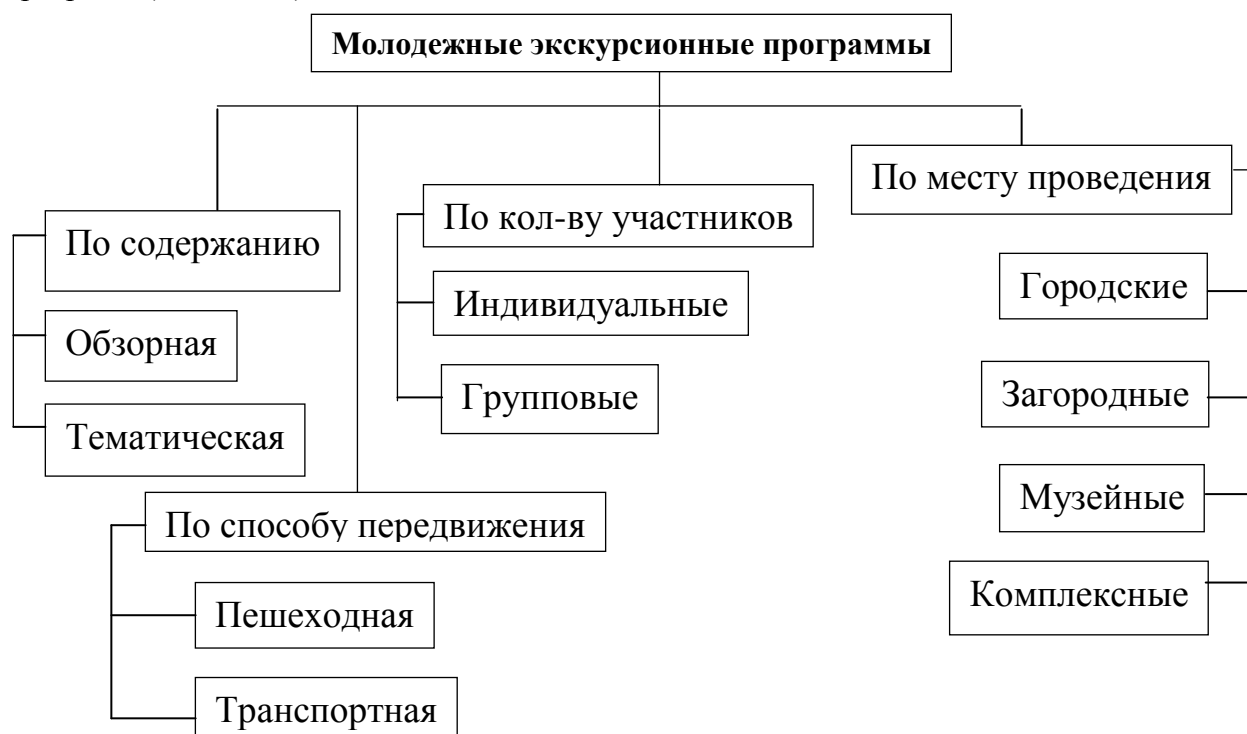 Молодежные экскурсионные программы
По содержанию
Обзорная
Тематическая
По способу передвижения
Пешеходная
Транспортная
По кол-ву участников
Индивидуальные
Групповые
По месту проведения
Городские
Загородные
Музейные
Комплексные